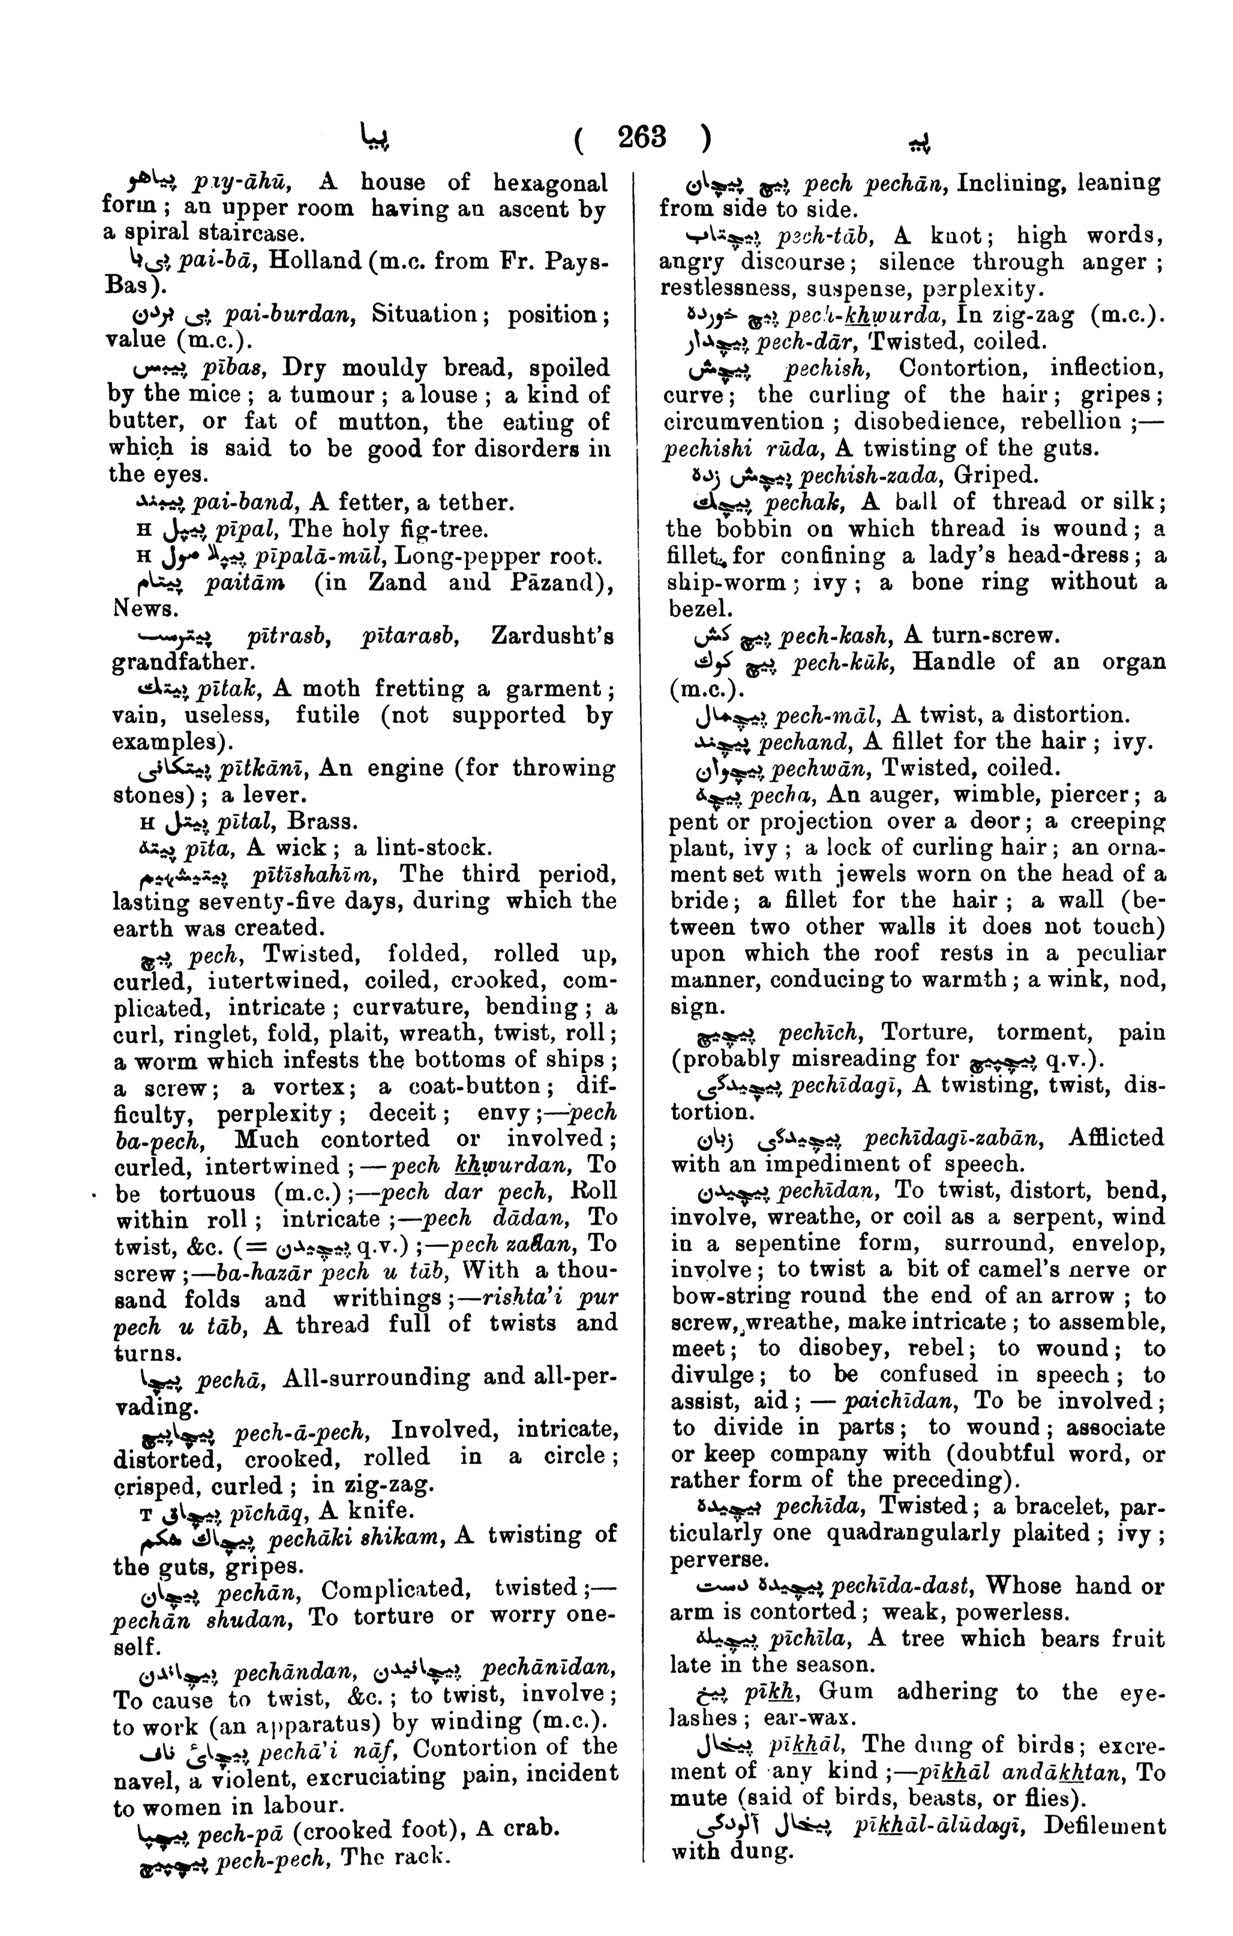 پیا ( 263 ) پی
پیاهو pay-āhū, A house of hexagonal
form; an upper room having an ascent by
a spiral staircase.
پی با pai-bā, Holland (m.c. from Fr. Pays-
Bas).
پی بردن pai-burdan, Situation; position;
value (m.c.).
پیبس pības, Dry mouldy bread, spoiled
by the mice; a tumour; a louse; a kind of
butter, or fat of mutton, the eating of
which is said to be good for disorders in
the eyes.
پیبند pai-band, A fetter, a tether.
H پیپل pīpal, The holy fig-tree.
H پیپلا مول pīpalā-mūl, Long-pepper root.
پیتام paitām (in Zand and Pāzand),
News.
پیترسب pītrasb, pītarasb, Zardusht's
grandfather.
پیتك pītak, A moth fretting a garment;
vain, useless, futile (not supported by
examples).
پیتکانی pītkānī, An engine (for throwing
stones); a lever.
H پیتل pītal, Brass.
پیته pīta, A wick; a lint-stock.
پیتیشهیم pītīshahīm, The third period,
lasting seventy-five days, during which the
earth was created.
پیچ pech, Twisted, folded, rolled up,
curled, intertwined, coiled, crooked, com-
plicated, intricate; curvature, bending; a
curl, ringlet, fold, plait, wreath, twist, roll;
a worm which infests the bottoms of ships;
a screw; a vortex; a coat-button; dif-
ficulty, perplexity; deceit; envy;—pech
ba-pech, Much contorted or involved;
curled, intertwined;—pech khwurdan, To
be tortuous (m.c.);—pech dar pech, Roll
within roll; intricate;—pech dādan, To
twist, &c. (= پیچیدن q.v.);—pech zadan, To
screw;—ba-hazār pech u tāb, With a thou-
sand folds and writhings;—rishta'i pur
pech u tāb, A thread full of twists and
turns.
پیچا pechā, All-surrounding and all-per-
vading.
پیچاپیچ pech-ā-pech, Involved, intricate,
distorted, crooked, rolled in a circle;
crisped, curled; in zig-zag.
T پیچاق pīchāq, A knife.
پیچاك شکم pechāki shikam, A twisting of
the guts, gripes.
پیچان pechān, Complicated, twisted;—
pechān shudan, To torture or worry one-
self.
پیچاندن pechāndan, پیچانیدن pechānīdan,
To cause to twist, &c.; to twist, involve;
to work (an apparatus) by winding (m.c.).
پیچائ ناف pechā'i nāf, Contortion of the
navel, a violent, excruciating pain, incident
to women in labour.
پیچپا pech-pā (crooked foot), A crab.
پیچپیچ pech-pech, The rack.
پیچ پیچان pech pechān, Inclining, leaning
from side to side.
پیچتاب pech-tāb, A knot; high words,
angry discourse; silence through anger;
restlessness, suspense, perplexity.
پیچ خورده pech-khwurda, In zig-zag (m.c.).
پیچدار pech-dār, Twisted, coiled.
پیچش pechish, Contortion, inflection,
curve; the curling of the hair; gripes;
circumvention; disobedience, rebellion;—
pechishi rūda, A twisting of the guts.
پیچش زده pechish-zada, Griped.
پیچك pechak, A ball of thread or silk;
the bobbin on which thread is wound; a
fillet for confining a lady's head-dress; a
ship-worm; ivy; a bone ring without a
bezel.
پیچ کش pech-kash, A turn-screw.
پیچ کوك pech-kūk, Handle of an organ
(m.c.).
پیچمال pech-māl, A twist, a distortion.
پیچند pechand, A fillet for the hair; ivy.
پیچوان pechwān, Twisted, coiled.
پیچه pecha, An auger, wimble, piercer; a
pent or projection over a door; a creeping
plant, ivy; a lock of curling hair; an orna-
ment set with jewels worn on the head of a
bride; a fillet for the hair; a wall (be-
tween two other walls it does not touch)
upon which the roof rests in a peculiar
manner, conducing to warmth; a wink, nod,
sign.
پیچیچ pechīch, Torture, torment, pain
(probably misreading for پیچپیچ q.v.).
پیچیدگی pechīdagī, A twisting, twist, dis-
tortion.
پیچیدگی زبان pechīdagī-zabān, Afflicted
with an impediment of speech.
پیچیدن pechīdan, To twist, distort, bend,
involve, wreathe, or coil as a serpent, wind
in a sepentine form, surround, envelop,
involve; to twist a bit of camel's nerve or
bow-string round the end of an arrow; to
screw, wreathe, make intricate; to assemble,
meet; to disobey, rebel; to wound; to
divulge; to be confused in speech; to
assist, aid;—paichīdan, To be involved;
to divide in parts; to wound; associate
or keep company with (doubtful word, or
rather form of the preceding).
پیچیده pechīda, Twisted; a bracelet, par-
ticularly one quadrangularly plaited; ivy;
perverse.
پیچیده دست pechīda-dast, Whose hand or
arm is contorted; weak, powerless.
پیچیله pīchīla, A tree which bears fruit
late in the season.
پیخ pīkh, Gum adhering to the eye-
lashes; ear-wax.
پیخال pīkhāl, The dung of birds; excre-
ment of any kind;—pīkhāl andākhtan, To
mute (said of birds, beasts, or flies).
پیخال آلودگی pīkhāl-ālūdagī, Defilement
with dung.